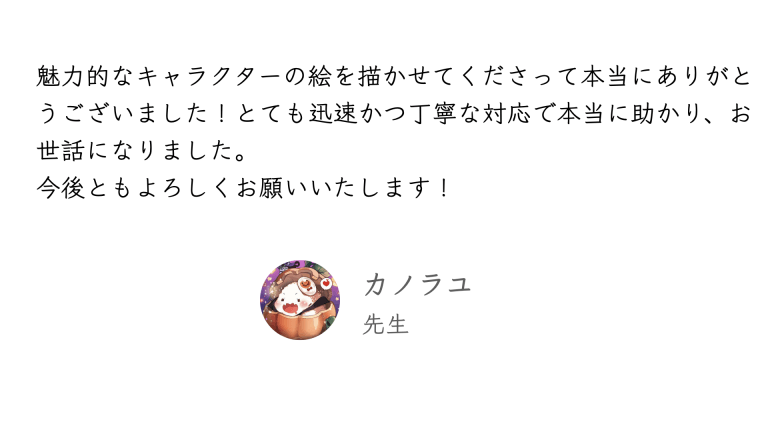 魅力的なキャラクターの絵を描かせてくださって本当にありがと
うございました！とても迅速かつ丁寧な対応で本当に助かり、お
世話になりました。
今後ともよろしくお願いいたします！
カノラユ
先生